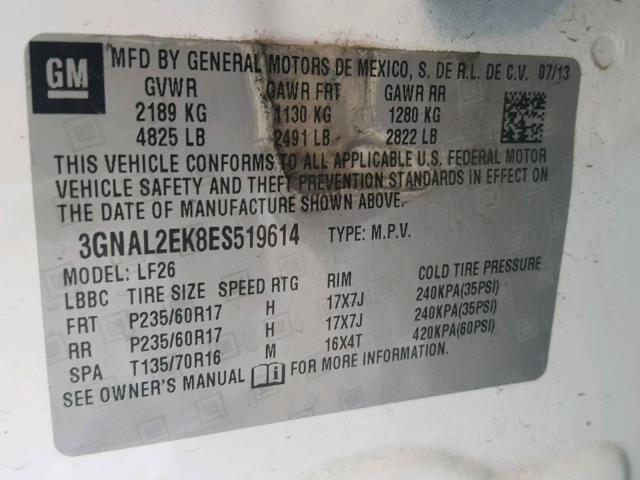 GM
MFD BY GENERAL MOTORS DE MEXICO, S. DE R.L. DE C.V. 07/13
GVWR GAWR FRT GAWR RR
2189 KG 1130 KG 1280 KG
4825 LB 2491 LB 2822 LB
THIS VEHICLE CONFORMS TO ALL APPLICABLE U.S. FEDERAL MOTOR
VEHICLE SAFETY AND THEFT PREVENTION STANDARDS IN EFFECT ON
THE DATE OF MANUFACTURE SHOWN ABOVE.
3GNAL2EK8ES519614 TYPE: M.P.V.
MODEL: LF26
LBBC TIRE SIZE SPEED RTG RIM COLD TIRE PRESSURE
FRT P235/60R17 H 17X7J 240KPA(35PSI)
RR P235/60R17 H 17X7J 240KPA(35PSI)
SPA T135/70R16 M 16X4T 420KPA(60PSI)
SEE OWNER'S MANUAL FOR MORE INFORMATION.